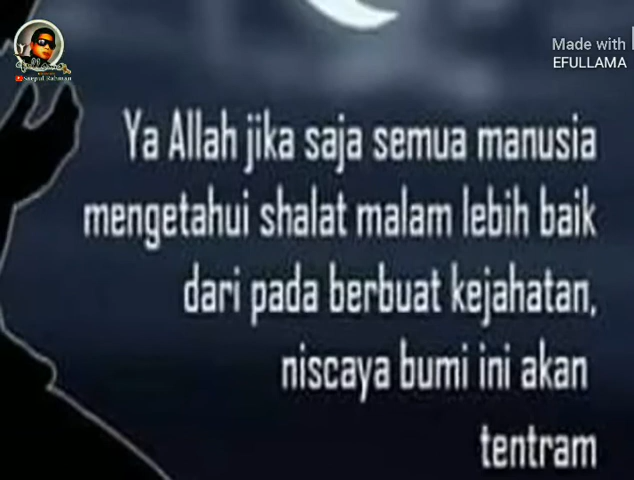 Made with
EFULLAMA
Ya Allah jika saja semua manusia
mengetahui shalat malam lebih baik
dari pada berbuat kejahatan,
niscaya bumi ini akan
tentram